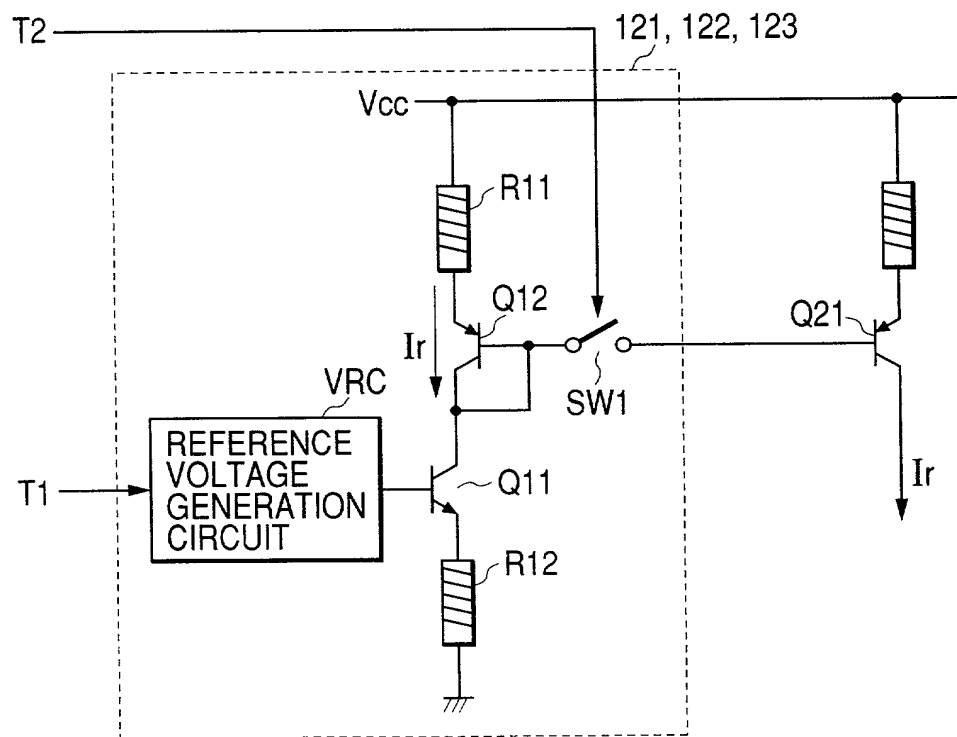 T2
121, 122, 123
Vcc
R11
Q12
Q21
Ir
SW1
VRC
REFERENCE
VOLTAGE
GENERATION
CIRCUIT
T1
Q11
Ir
R12